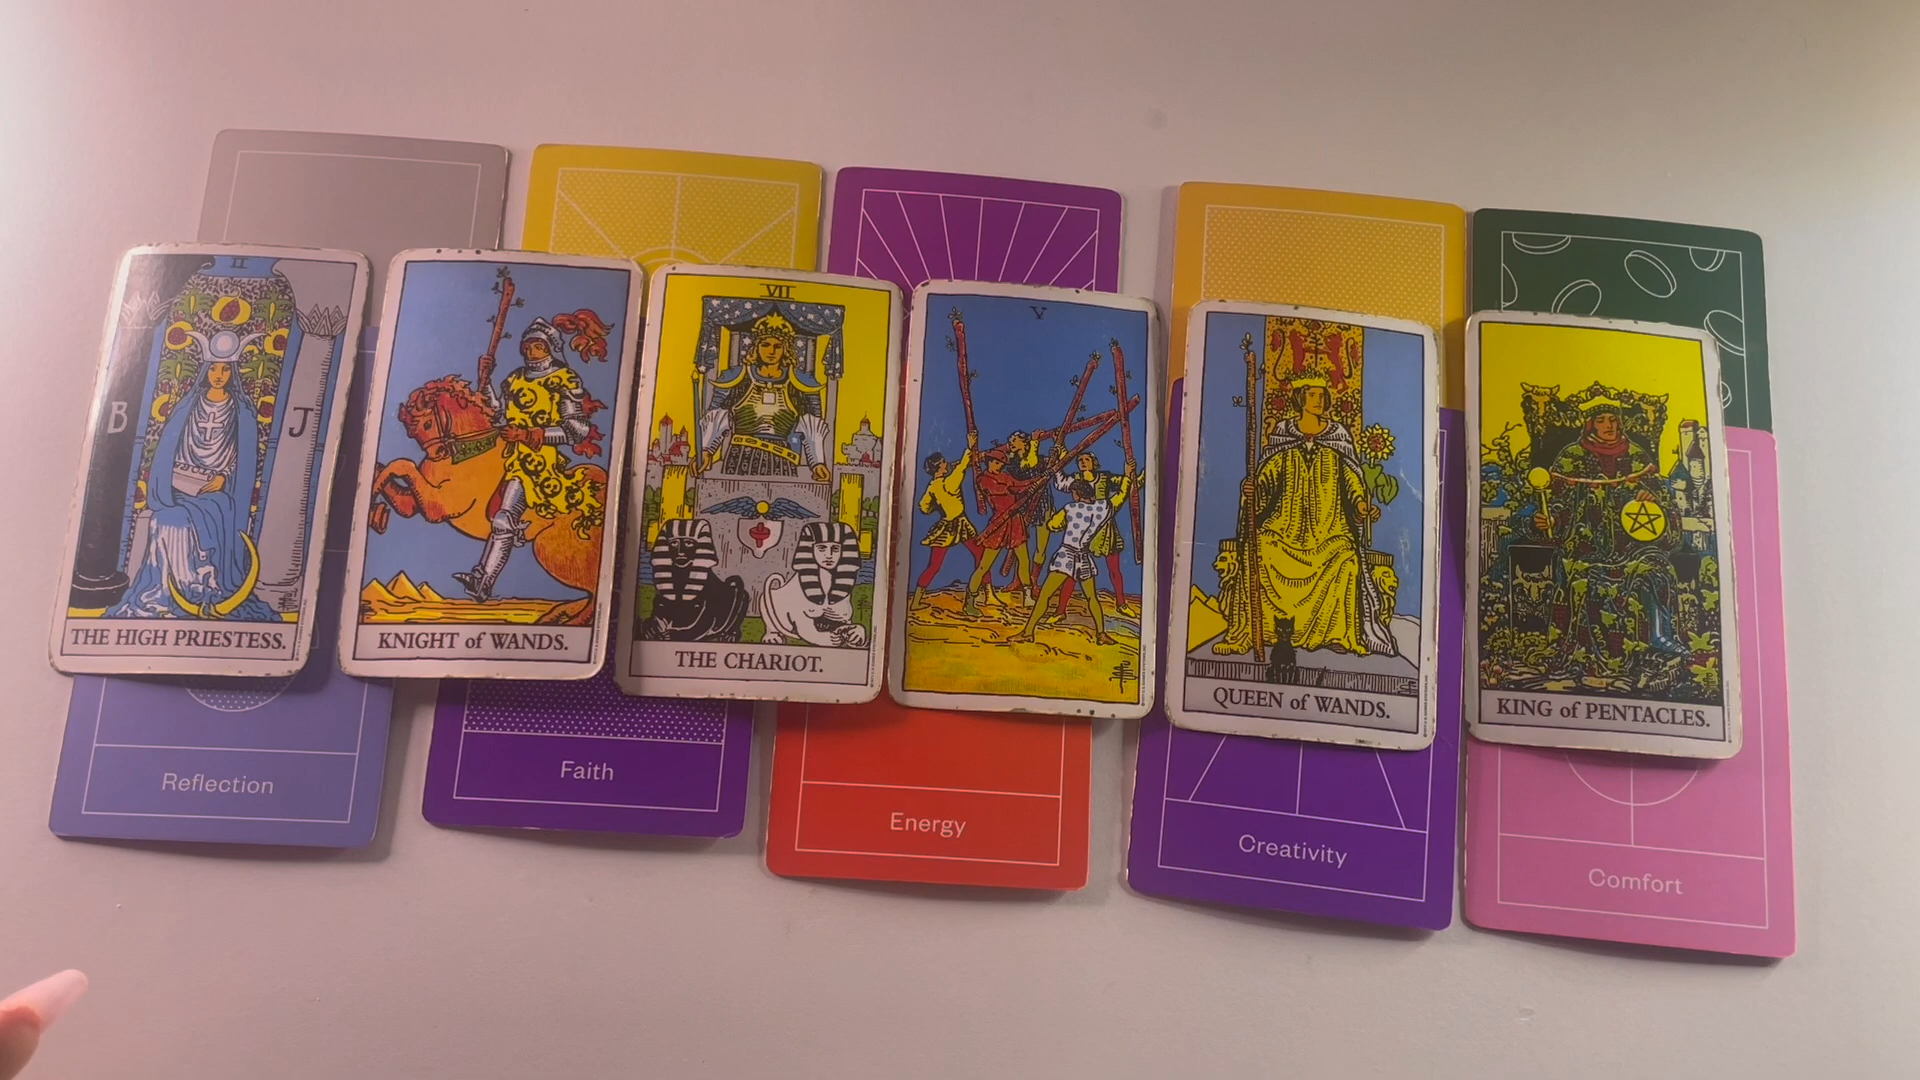 II
B
J
THE HIGH PRIESTESS.
KNIGHT of WANDS.
VII
THE CHARIOT.
V
QUEEN of WANDS.
KING of PENTACLES.
Reflection
Faith
Energy
Creativity
Comfort